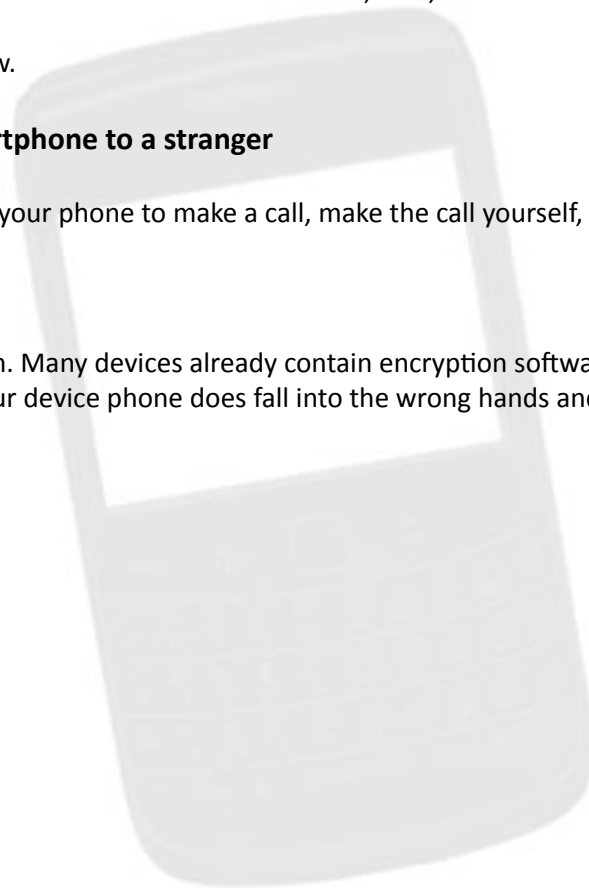 w.
rtphone to a stranger
your phone to make a call, make the call yourself,
n. Many devices already contain encryption softwa
ur device phone does fall into the wrong hands and